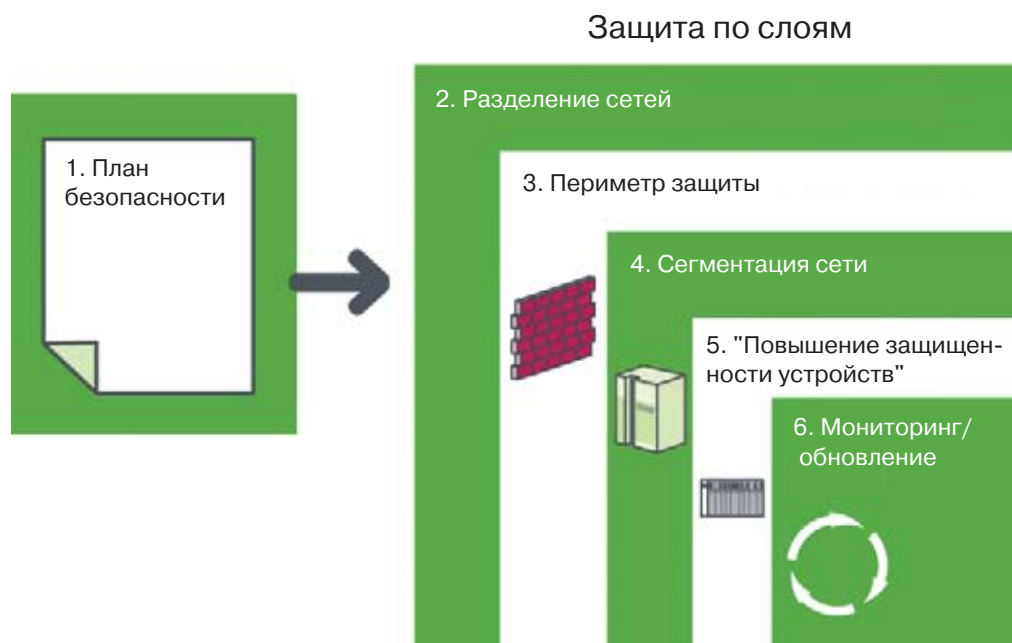 Защита по слоям
1. План
безопасности
2. Разделение сетей
3. Периметр защиты
4. Сегментация сети
5. "Повышение защищен-
ности устройств"
6. Мониторинг/
обновление